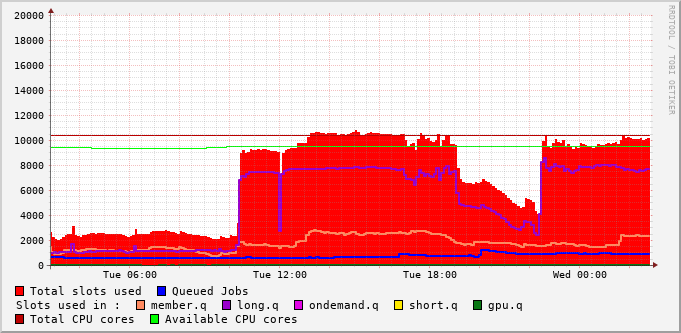 20000
18000
16000
14000
12000
10000
8000
6000
4000
2000
0
Tue 06:00 Tue 12:00 Tue 18:00 Wed 00:00
RRDTOOL / TOBI OETIKER
Total slots used Queued Jobs
Slots used in : member.q long.q ondemand.q short.q gpu.q
Total CPU cores Available CPU cores